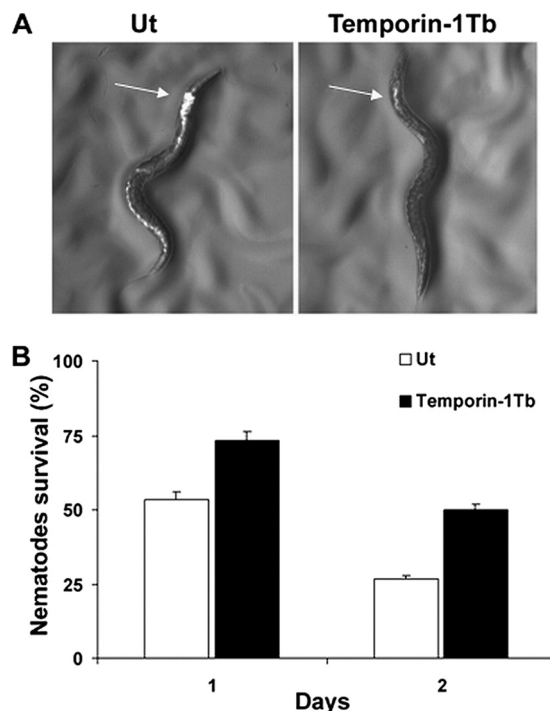 A
Ut
Temporin-1Tb
B
Nematodes survival (%)
100
75
50
25
0
Ut
Temporin-1Tb
1
2
Days